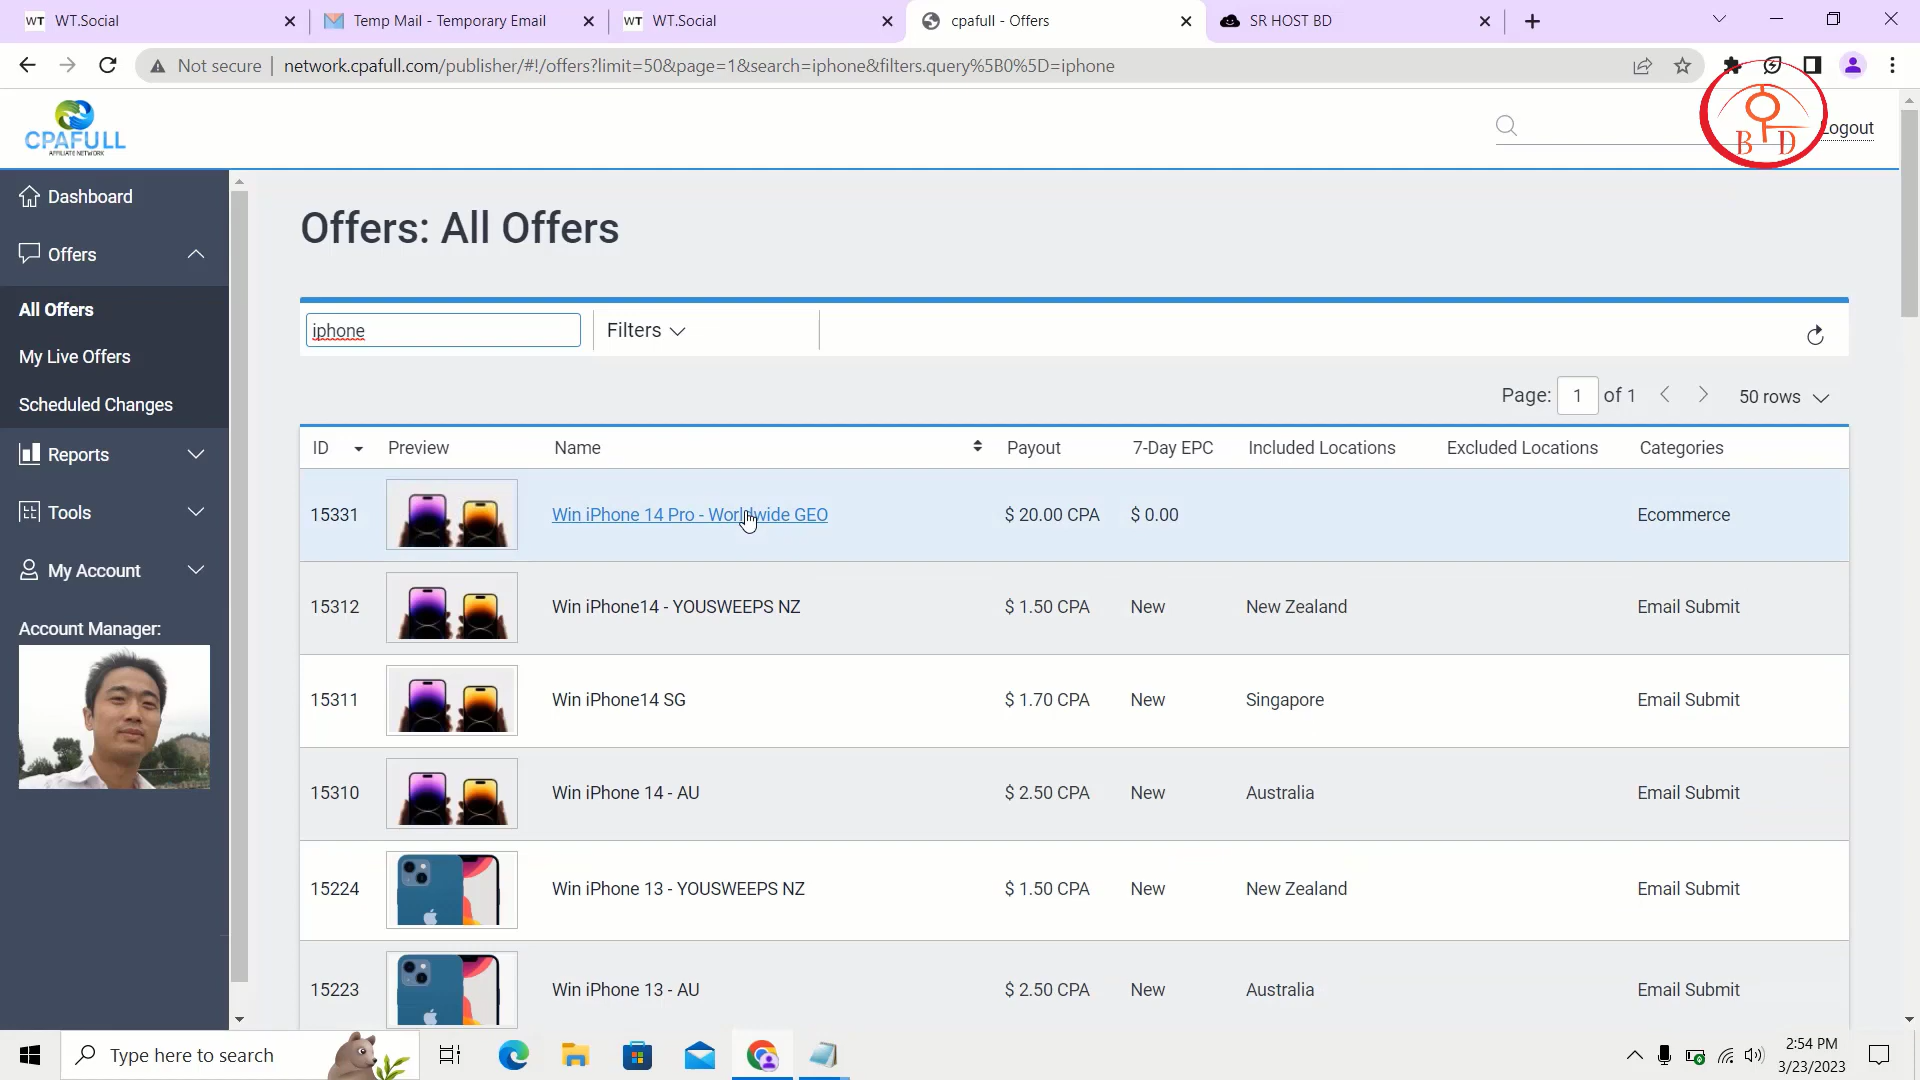 WT WT.Social
Temp Mail - Temporary Email
WT WT.Social
cpafull - Offers
SR HOST BD
Not secure
network.cpafull.com/publisher/#!/offers?limit=50&page=1&search=iphone&filters.query%5B0%5D=iphone
CPAFULL
AFFILIATE NETWORK
B D
Logout
Dashboard
Offers
All Offers
My Live Offers
Scheduled Changes
Reports
Tools
My Account
Account Manager:
Offers: All Offers
iphone
Filters
Page: 1 of 1
50 rows
ID Preview Name Payout 7-Day EPC Included Locations Excluded Locations Categories
15331 Win iPhone 14 Pro - Worldwide GEO $ 20.00 CPA $ 0.00 Ecommerce
15312 Win iPhone14 - YOUSWEEPS NZ $ 1.50 CPA New New Zealand Email Submit
15311 Win iPhone14 SG $ 1.70 CPA New Singapore Email Submit
15310 Win iPhone 14 - AU $ 2.50 CPA New Australia Email Submit
15224 Win iPhone 13 - YOUSWEEPS NZ $ 1.50 CPA New New Zealand Email Submit
15223 Win iPhone 13 - AU $ 2.50 CPA New Australia Email Submit
Type here to search
2:54 PM
3/23/2023